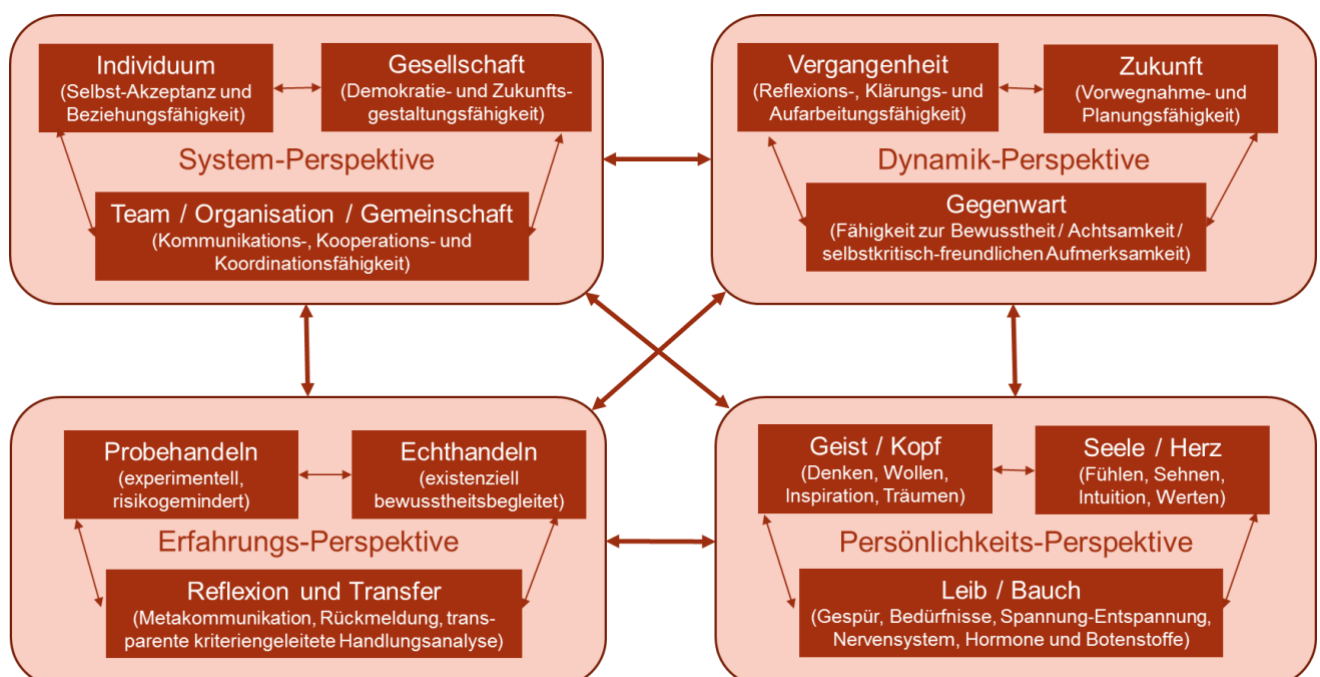 Individuum
(Selbst-Akzeptanz und
Beziehungsfähigkeit)
Gesellschaft
(Demokratie- und Zukunfts-
gestaltungsfähigkeit)
System-Perspektive
Team / Organisation / Gemeinschaft
(Kommunikations-, Kooperations- und
Koordinationsfähigkeit)
Vergangenheit
(Reflexions-, Klärungs- und
Aufarbeitungsfähigkeit)
Zukunft
(Vorwegnahme- und
Planungsfähigkeit)
Dynamik-Perspektive
Gegenwart
(Fähigkeit zur Bewusstheit / Achtsamkeit /
selbstkritisch-freundlichen Aufmerksamkeit)
Probehandeln
(experimentell,
risikogemindert)
Echthandeln
(existenziell
bewusstheitsbegleitet)
Erfahrungs-Perspektive
Reflexion und Transfer
(Metakommunikation, Rückmeldung, trans-
parente kriteriengeleitete Handlungsanalyse)
Geist / Kopf
(Denken, Wollen,
Inspiration, Träumen)
Seele / Herz
(Fühlen, Sehnen,
Intuition, Werten)
Persönlichkeits-Perspektive
Leib / Bauch
(Gespür, Bedürfnisse, Spannung-Entspannung,
Nervensystem, Hormone und Botenstoffe)